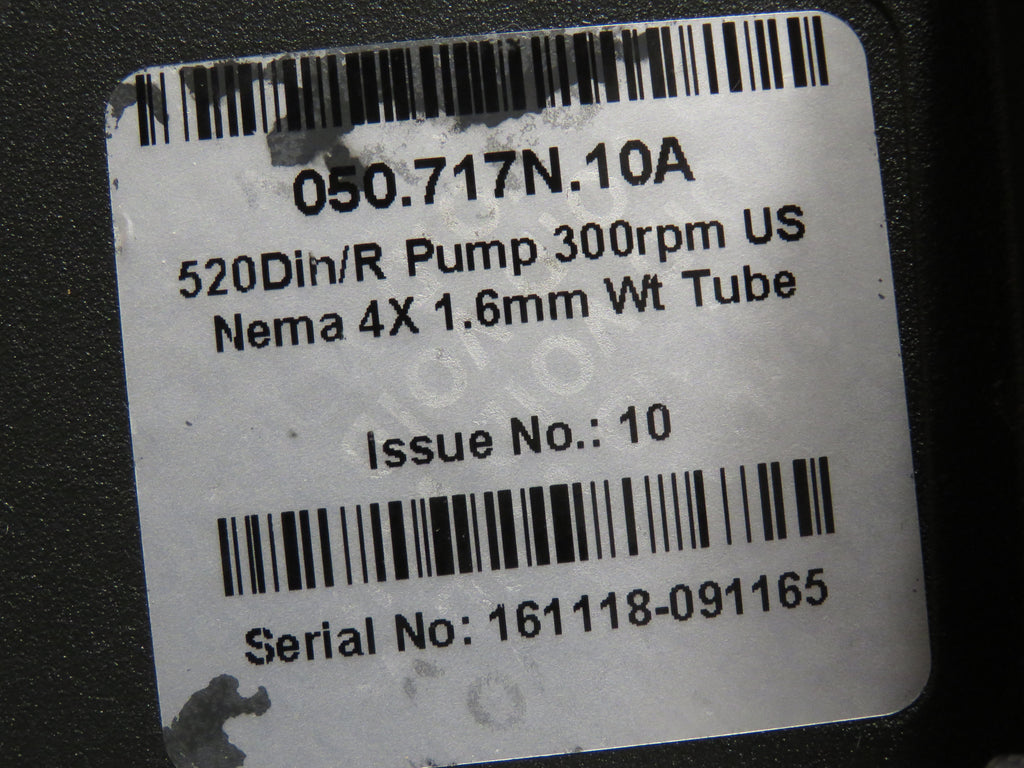 050.717N.10A
520Din/R Pump 300rpm US
Nema 4X 1.6mm Wt Tube
Issue No.: 10
Serial No: 161118-091165